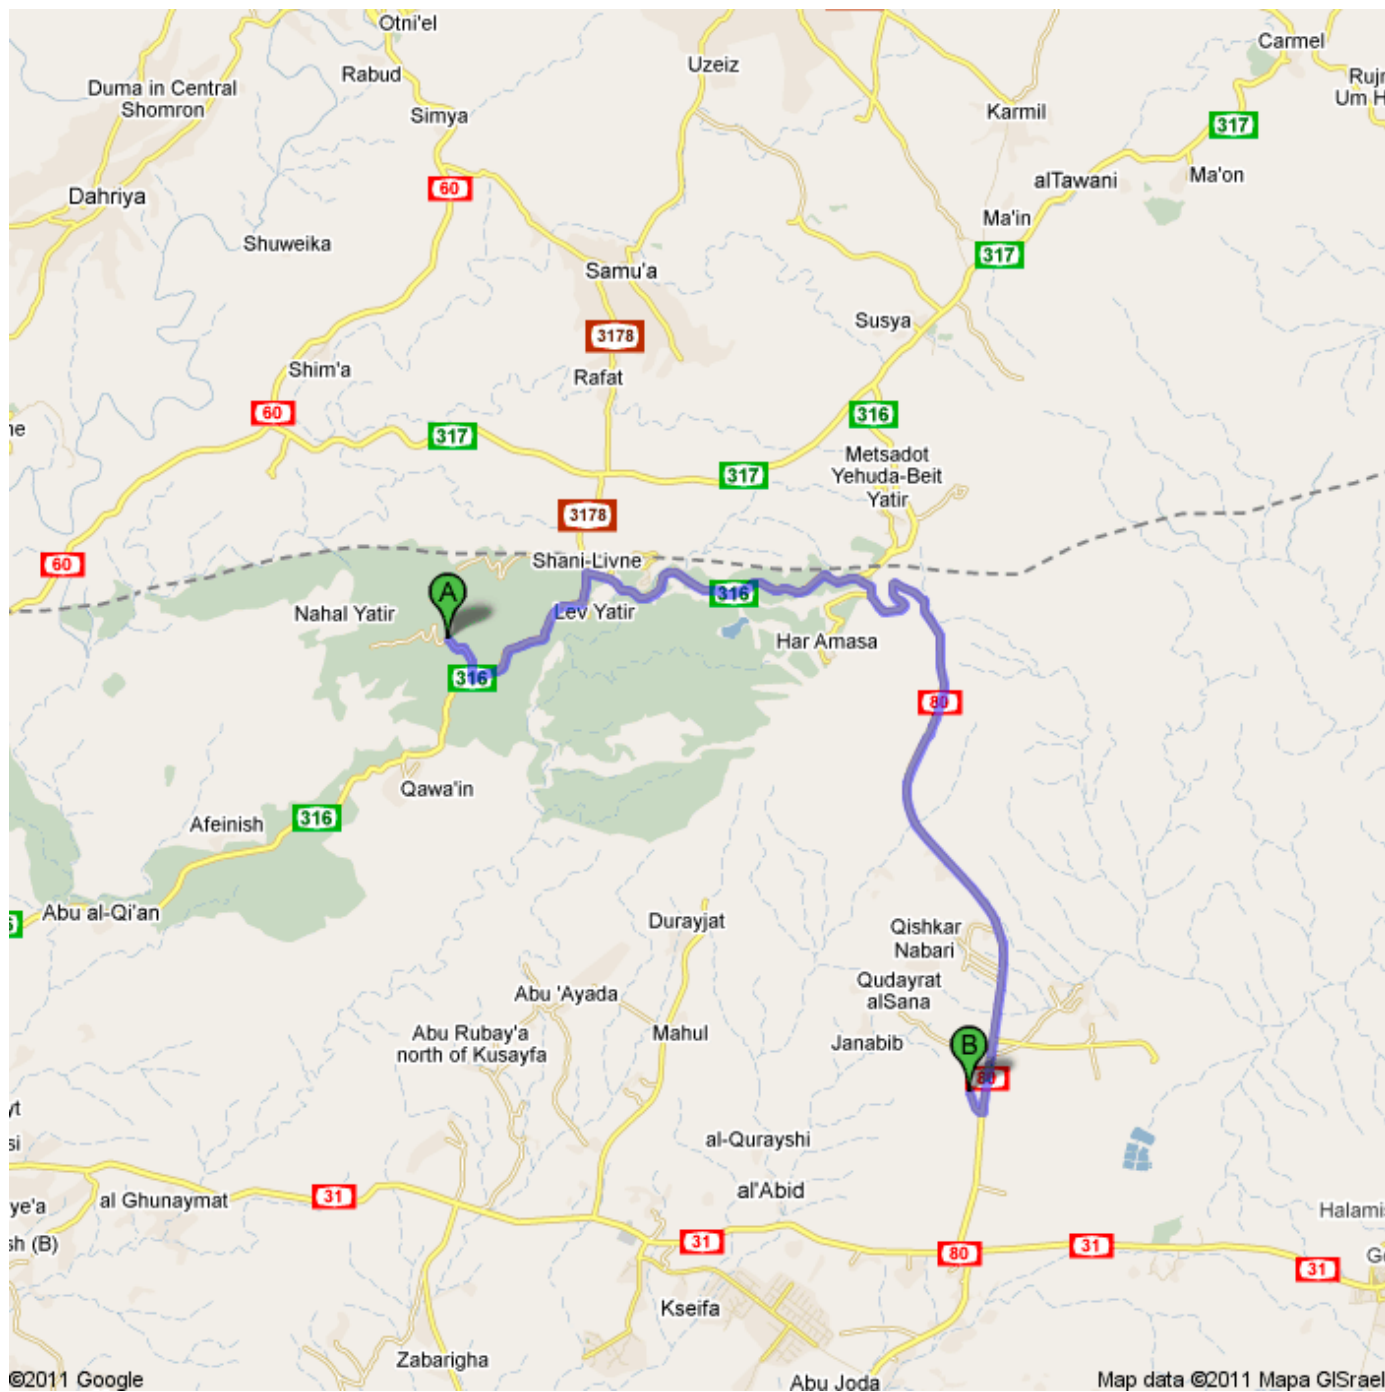 Otni'el
Carmel
Rabud
Uzeiz
Duma in Central
Shomron
Simya
Karmil
317
60
alTawani
Ma'on
Dahriya
Ma'in
Shuweika
317
Samu'a
Susya
3178
Shim'a
Rafat
60
316
317
Metsadot
Yehuda-Beit
Yatir
317
3178
60
Shani-Livne
A
316
Nahal Yatir
Lev Yatir
Har Amasa
316
80
Qawa'in
316
Afeinish
Abu al-Qi'an
Durayjat
Qishkar
Nabari
Qudayrat
alSana
Abu 'Ayada
Abu Rubay'a
north of Kusayfa
Mahul
Janabib
B
80
al-Qurayshi
al'Abid
al Ghunaymat
31
31
80
31
31
Kseifa
Zabarigha
Abu Joda
©2011 Google
Map data ©2011 Mapa GISrael